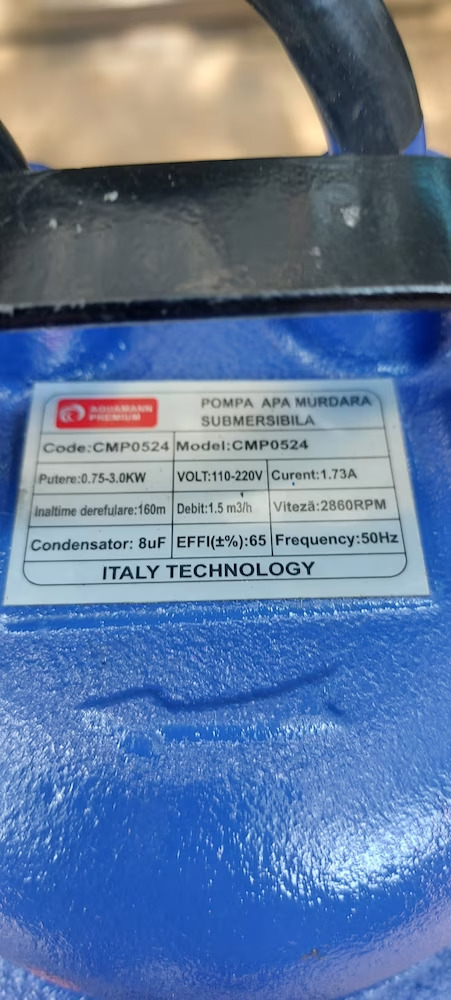 AQUAMANN
PREMIUM
POMPA APA MURDARA
SUBMERSIBILA
Code:CMP0524 Model:CMP0524
Putere:0.75-3.0KW VOLT:110-220V Curent:1.73A
inaltime derefulare:160m Debit:1.5 m3/h Viteză:2860RPM
Condensator: 8uF EFFI(±%):65 Frequency:50Hz
ITALY TECHNOLOGY